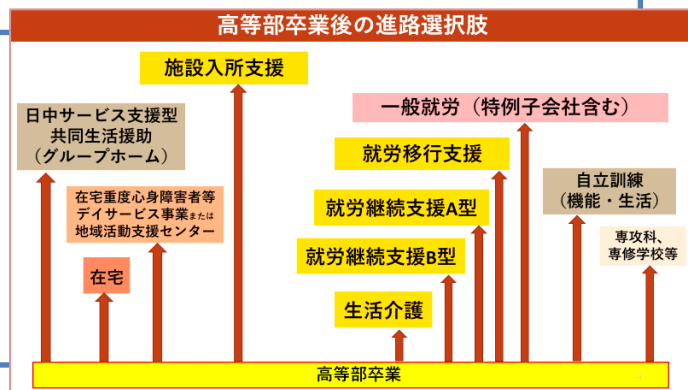 高等部卒業後の進路選択肢
施設入所支援
日中サービス支援型
共同生活援助
(グループホーム)
在宅重度心身障害者等
デイサービス事業または
地域活動支援センター
在宅
一般就労（特例子会社含む）
就労移行支援
就労継続支援A型
就労継続支援B型
生活介護
自立訓練
(機能・生活)
専攻科、
専修学校等
高等部卒業